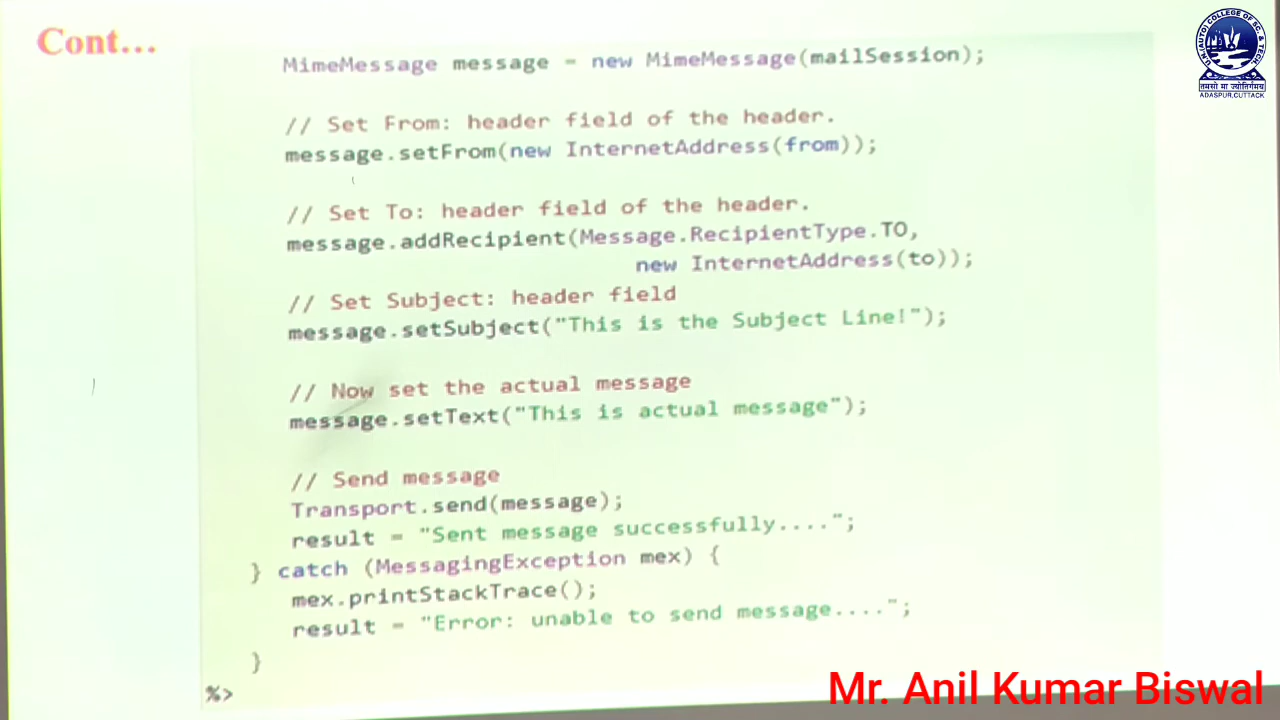 Cont...
MimeMessage message = new MimeMessage(mailSession);
// Set From: header field of the header.
message.setFrom(new InternetAddress(from));
// Set To: header field of the header.
message.addRecipient(Message.RecipientType.TO,
new InternetAddress(to));
// Set Subject: header field
message.setSubject("This is the Subject Line!");
// Now set the actual message
message.setText("This is actual message");
// Send message
Transport.send(message);
result = "Sent message successfully....";
} catch (MessagingException mex) {
mex.printStackTrace();
result = "Error: unable to send message....";
}
%>
तमसो मा ज्योतिर्गमय
ADASPUR,CUTTACK
Mr. Anil Kumar Biswal